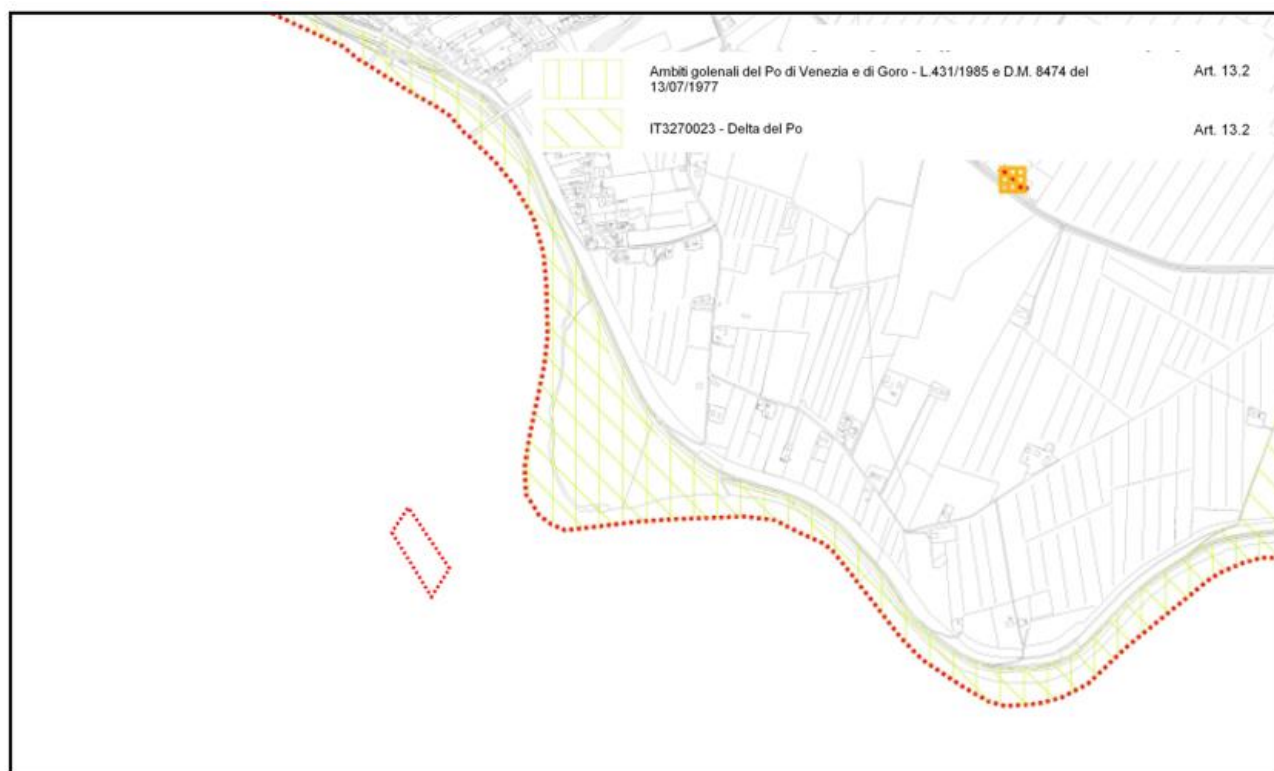 Ambiti golenali del Po di Venezia e di Goro - L.431/1985 e D.M. 8474 del Art. 13.2
13/07/1977
IT3270023 - Delta del Po Art. 13.2